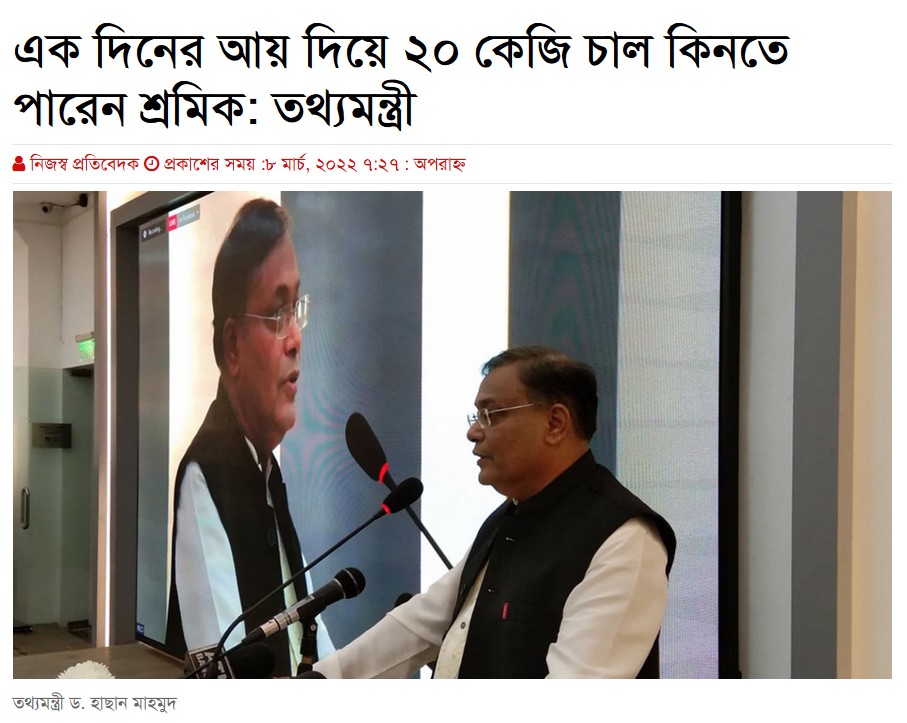 এক দিনের আয় দিয়ে ২০ কেজি চাল কিনতে
পারেন শ্রমিক: তথ্যমন্ত্রী
নিজস্ব প্রতিবেদক প্রকাশের সময় :৮ মার্চ, ২০২২ ৭:২৭ : অপরাহ্ন
তথ্যমন্ত্রী ড. হাছান মাহমুদ